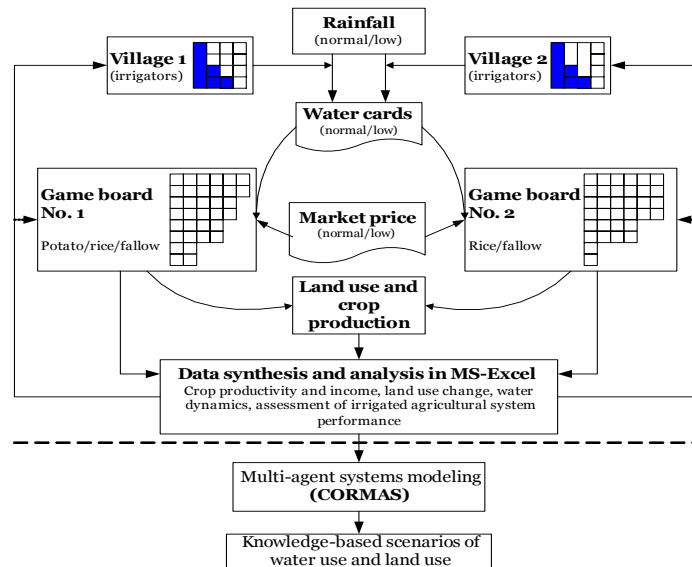 Rainfall
(normal/low)
Village 1
(irrigators)
Village 2
(irrigators)
Water cards
(normal/low)
Game board
No. 1
Potato/rice/fallow
Market price
(normal/low)
Game board
No. 2
Rice/fallow
Land use and
crop
production
Data synthesis and analysis in MS-Excel
Crop productivity and income, land use change, water
dynamics, assessment of irrigated agricultural system
performance
Multi-agent systems modeling
(CORMAS)
Knowledge-based scenarios of
water use and land use